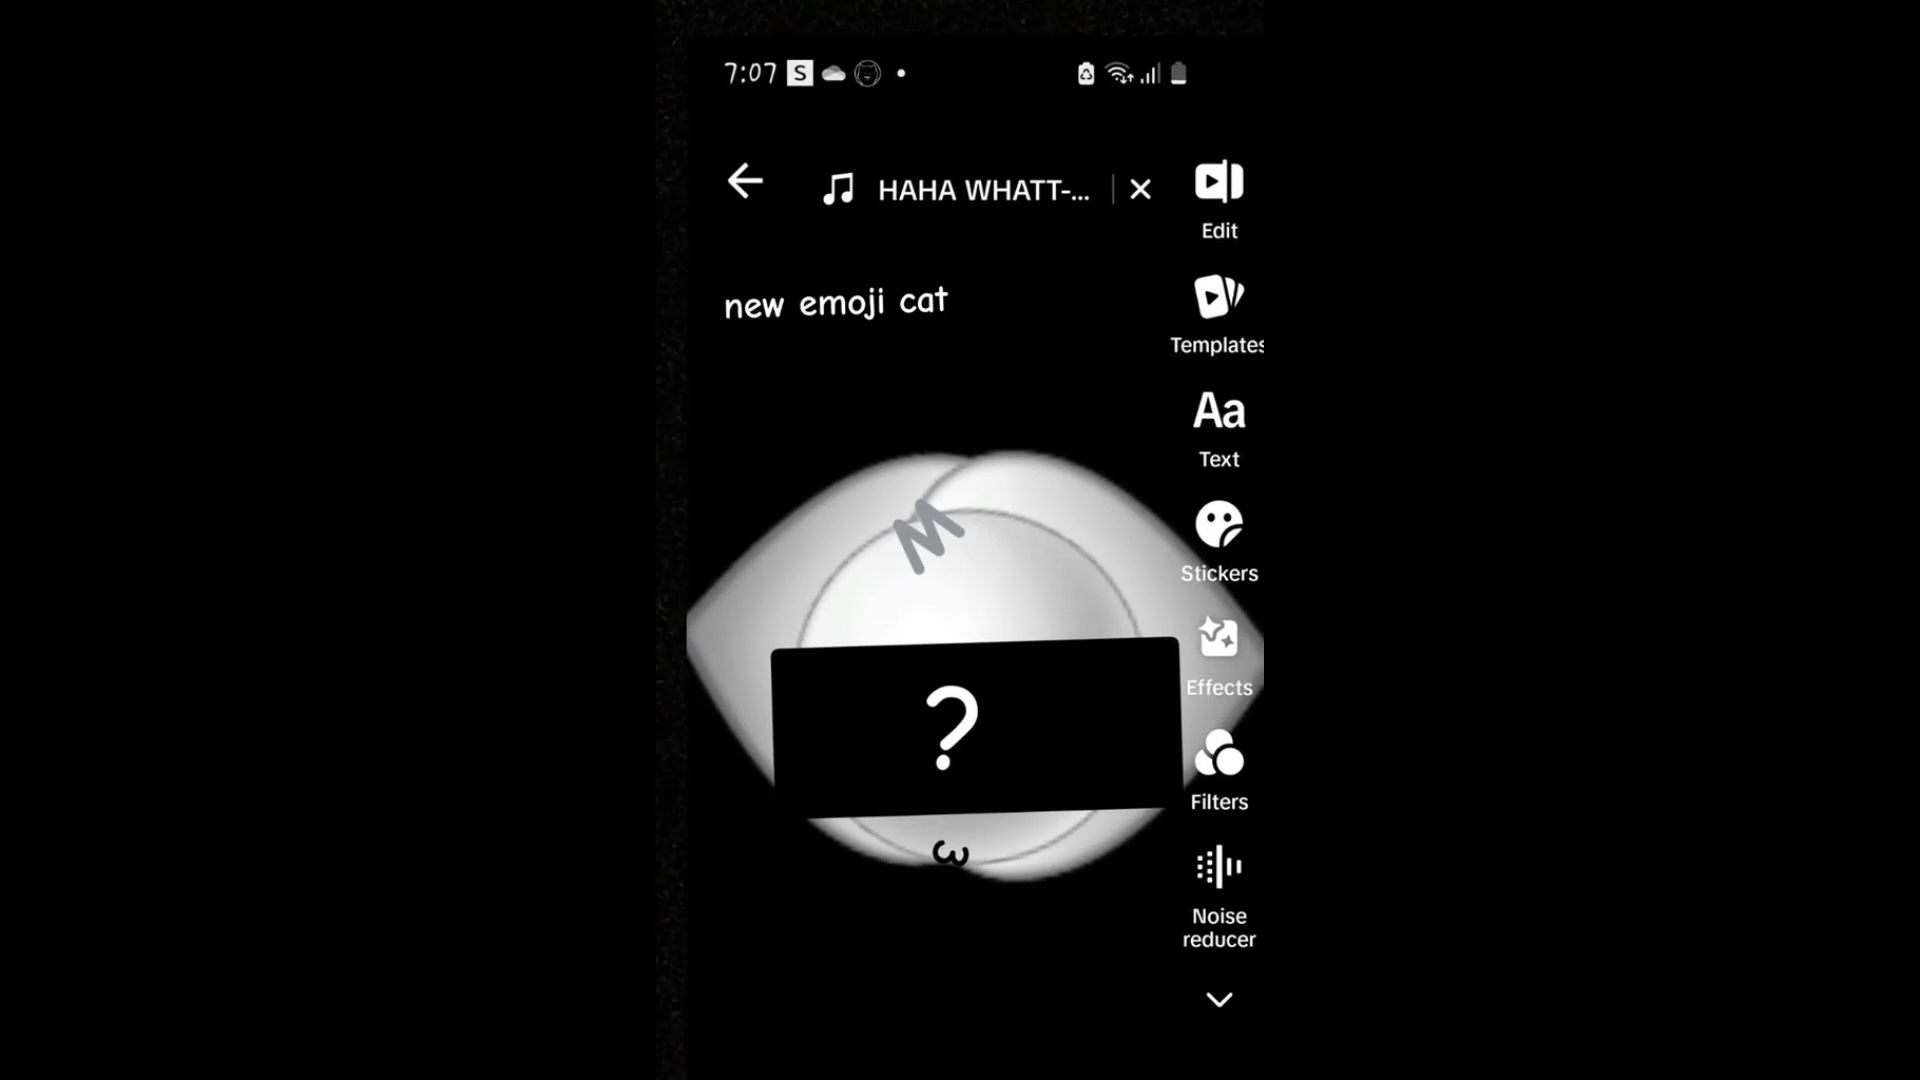 7:07 S
HAHA WHATT-...
Edit
new emoji cat
Templates
Aa
Text
M
Stickers
Effects
?
Filters
ω
Noise
reducer